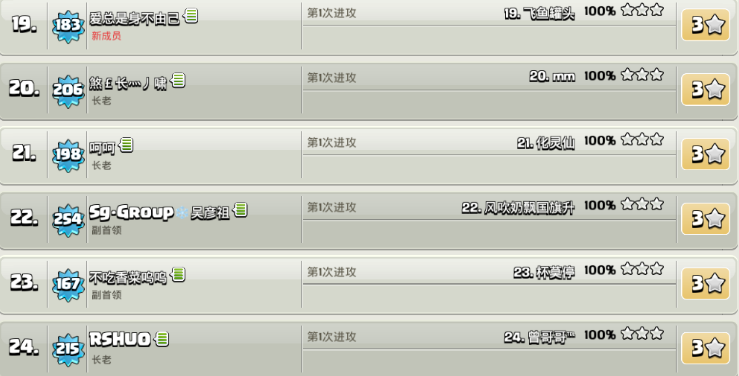 19. 183 爱总是身不由己 第1次进攻 19. 飞鱼罐头 100% 3
新成员
20. 206 煞£长灬丿啸 第1次进攻 20. mm 100% 3
长老
21. 198 呵呵 第1次进攻 21. 化灵仙 100% 3
长老
22. 254 Sg-Group 吴彦祖 第1次进攻 22. 风吹奶飘国旗升 100% 3
副首领
23. 167 不吃香菜呜呜 第1次进攻 23. 杯莫停 100% 3
副首领
24. 215 RSHUO 第1次进攻 24. 曾哥哥™ 100% 3
长老